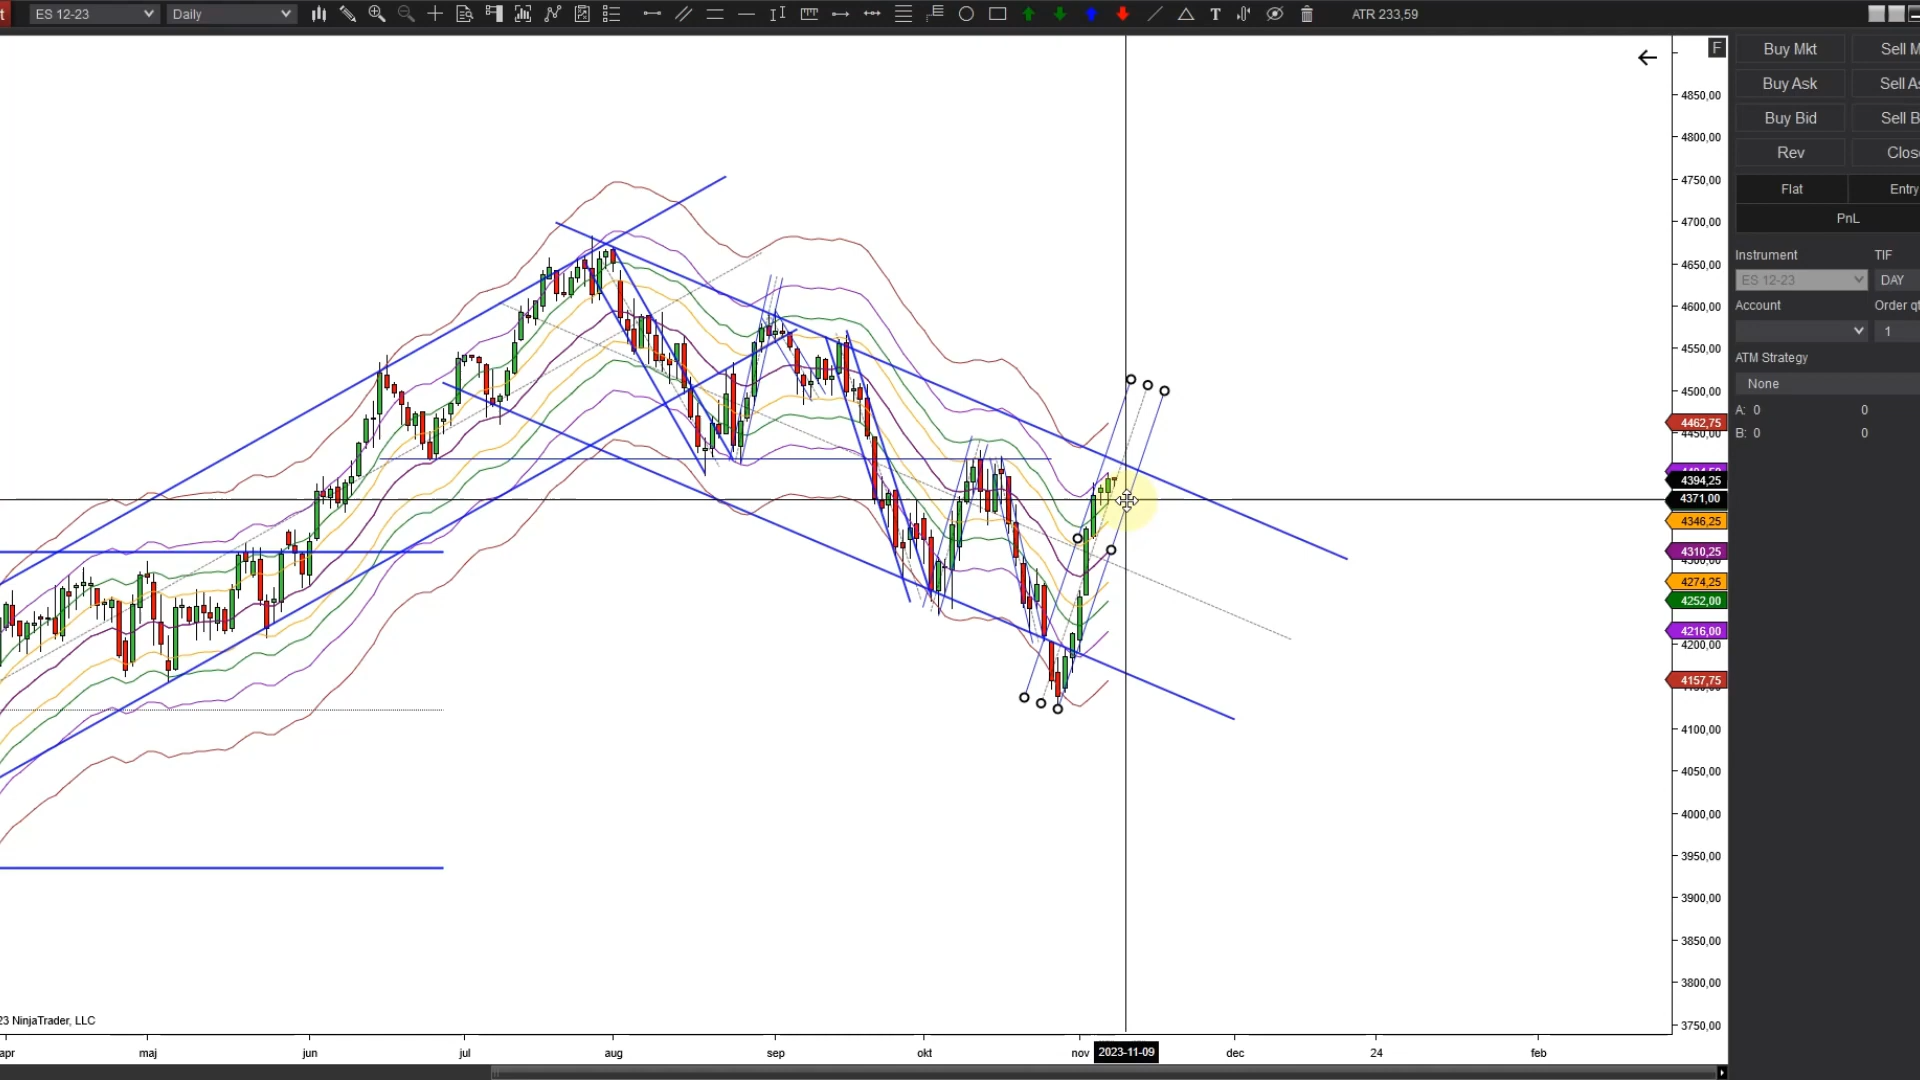 ES 12-23 Daily ATR 233,59
F
Buy Mkt Sell M
Buy Ask Sell As
Buy Bid Sell B
Rev Close
Flat Entry
PnL
Instrument TIF
ES 12-23 DAY
Account Order qt
1
ATM Strategy
None
A: 0 0
B: 0 0
4850,00
4800,00
4750,00
4700,00
4650,00
4600,00
4550,00
4500,00
4462,75
4450,00
4394,25
4371,00
4346,25
4310,25
4300,00
4274,25
4252,00
4216,00
4200,00
4157,75
4100,00
4050,00
4000,00
3950,00
3900,00
3850,00
3800,00
3750,00
23 NinjaTrader, LLC
apr maj jun jul aug sep okt nov 2023-11-09 dec 24 feb